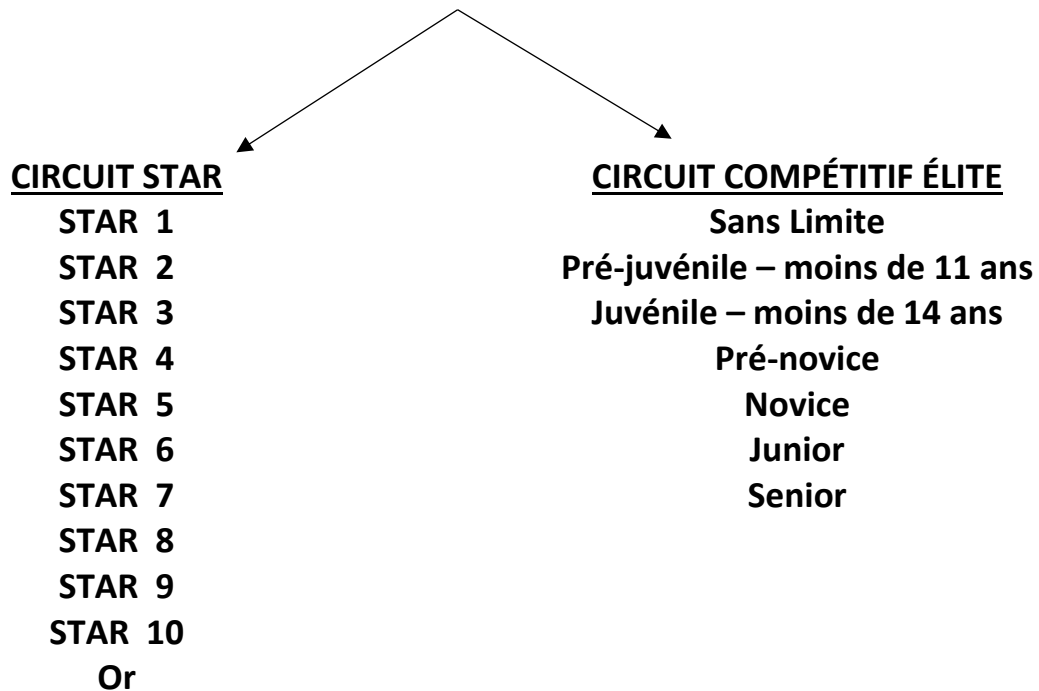 CIRCUIT STAR
STAR 1
STAR 2
STAR 3
STAR 4
STAR 5
STAR 6
STAR 7
STAR 8
STAR 9
STAR 10
Or
CIRCUIT COMPÉTITIF ÉLITE
Sans Limite
Pré-juvénile – moins de 11 ans
Juvénile – moins de 14 ans
Pré-novice
Novice
Junior
Senior